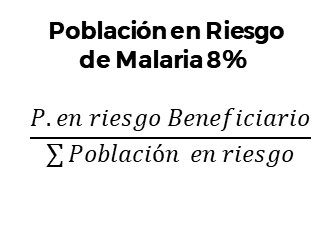 Población en Riesgo
de Malaria 8%
P. en riesgo Beneficiario
∑ Población en riesgo